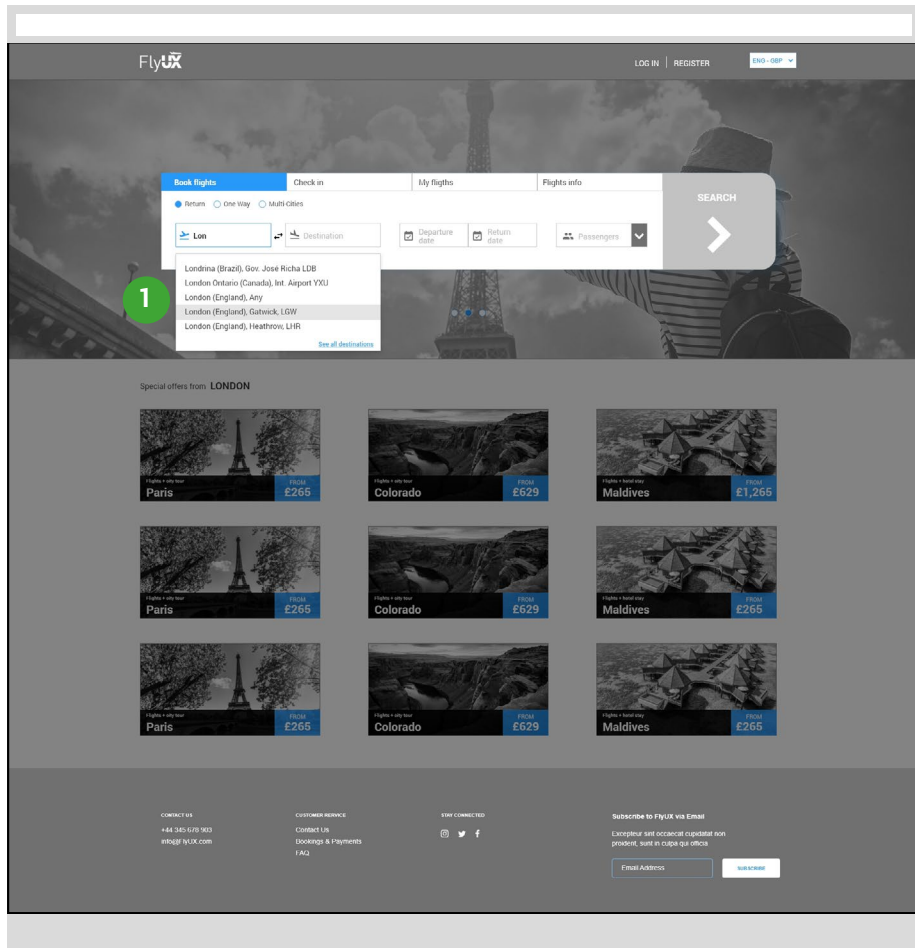 FlyUX
LOG IN | REGISTER
ENG - GBP
Book flights
Check in
My fligths
Flights info
SEARCH
Return
One Way
Multi-Cities
Lon
Destination
Departure
date
Return
date
Passengers
Londrina (Brazil), Gov. José Richa LDB
London Ontario (Canada), Int. Airport YXU
London (England), Any
London (England), Gatwick, LGW
London (England), Heathrow, LHR
See all destinations
1
Special offers from LONDON
Flights + city tour
Paris
FROM
£265
Flights + city tour
Colorado
FROM
£629
Flights + hotel stay
Maldives
FROM
£1,265
Flights + city tour
Paris
FROM
£265
Flights + city tour
Colorado
FROM
£629
Flights + hotel stay
Maldives
FROM
£265
Flights + city tour
Paris
FROM
£265
Flights + city tour
Colorado
FROM
£629
Flights + hotel stay
Maldives
FROM
£265
CONTACT US
+44 345 678 903
info@FlyUX.com
CUSTOMER RERVICE
Contact Us
Bookings & Payments
FAQ
STAY CONNECTED
Subscribe to FlyUX via Email
Excepteur sint occaecat cupidatat non
proident, sunt in culpa qui officia
Email Address
SUBSCRIBE